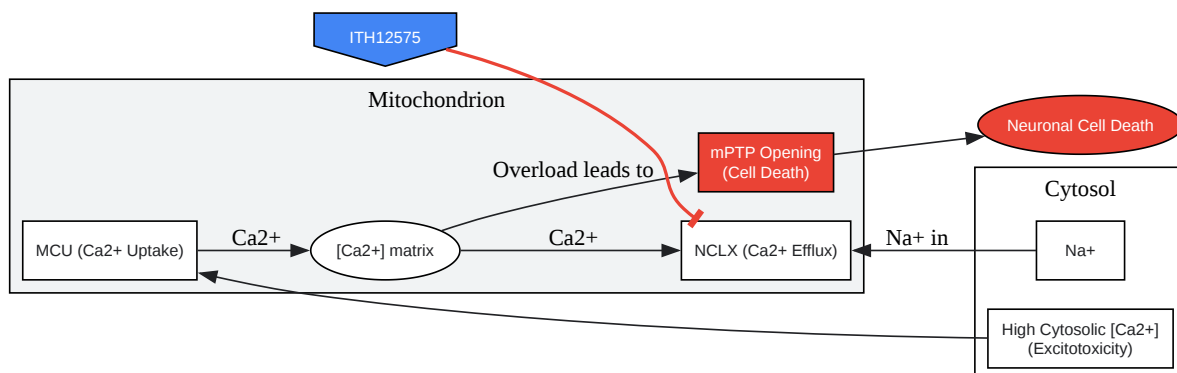 ITH12575
Mitochondrion
Neuronal Cell Death
mPTP Opening
(Cell Death)
Overload leads to
Cytosol
MCU (Ca2+ Uptake)
Ca2+
[Ca2+] matrix
Ca2+
NCLX (Ca2+ Efflux)
Na+ in
Na+
High Cytosolic [Ca2+]
(Excitotoxicity)